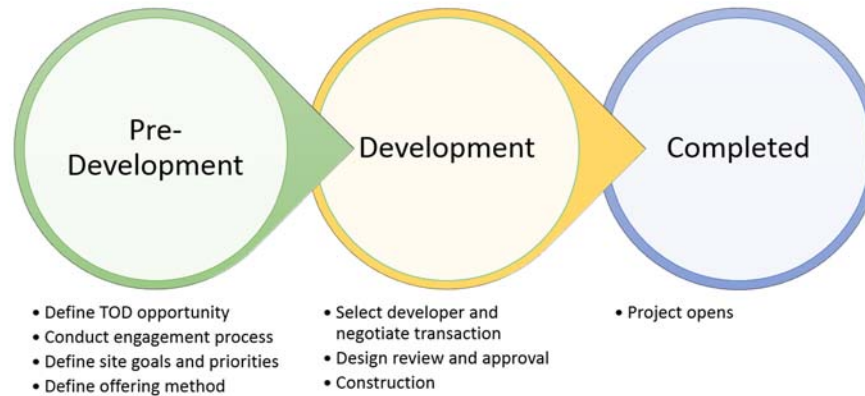 Pre-
Development
Development
Completed
• Define TOD opportunity
• Conduct engagement process
• Define site goals and priorities
• Define offering method
• Select developer and
negotiate transaction
• Design review and approval
• Construction
• Project opens